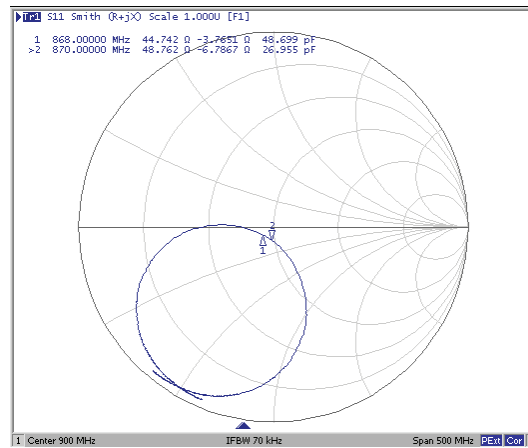 Tr1 S11 Smith (R+jX) Scale 1.000U [F1]
1 868.00000 MHz 44.742 Ω -3.7651 Ω 48.699 pF
>2 870.00000 MHz 48.762 Ω -6.7867 Ω 26.955 pF
2
1
1 Center 900 MHz IFBW 70 kHz Span 500 MHz PExt Cor